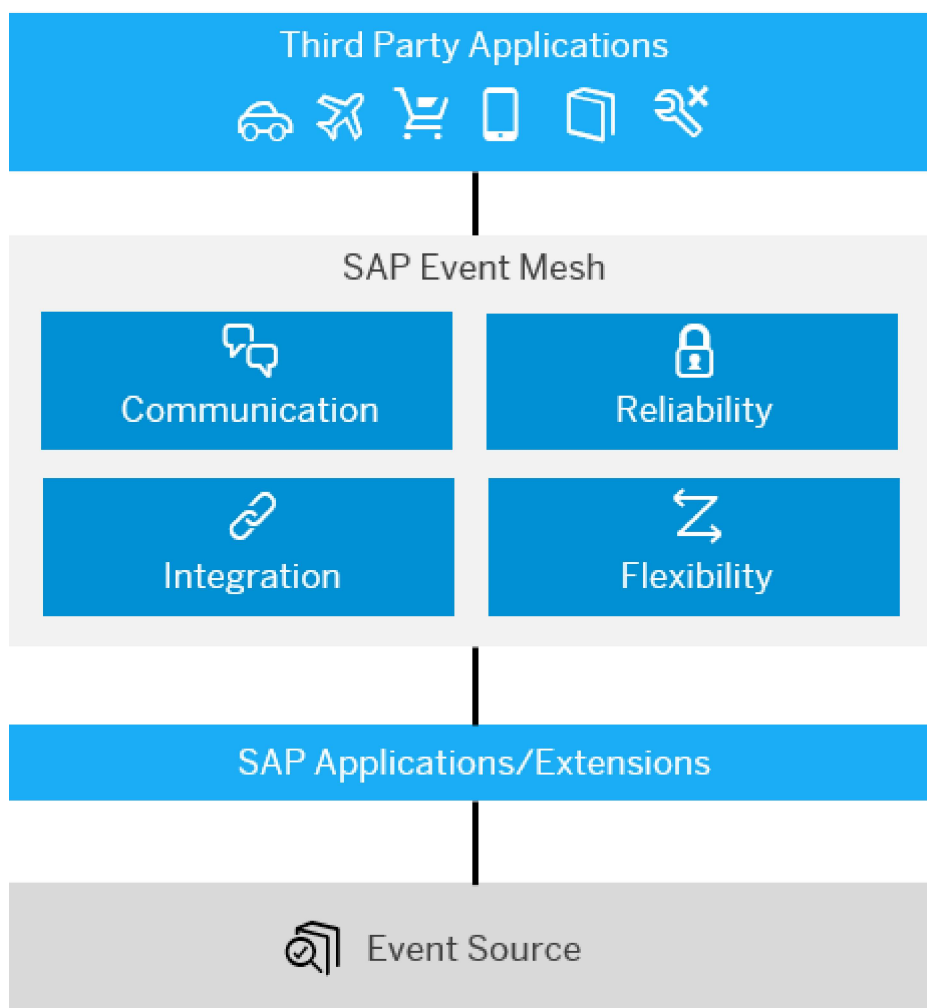 Third Party Applications
SAP Event Mesh
Communication
Reliability
Integration
Flexibility
SAP Applications/Extensions
Event Source